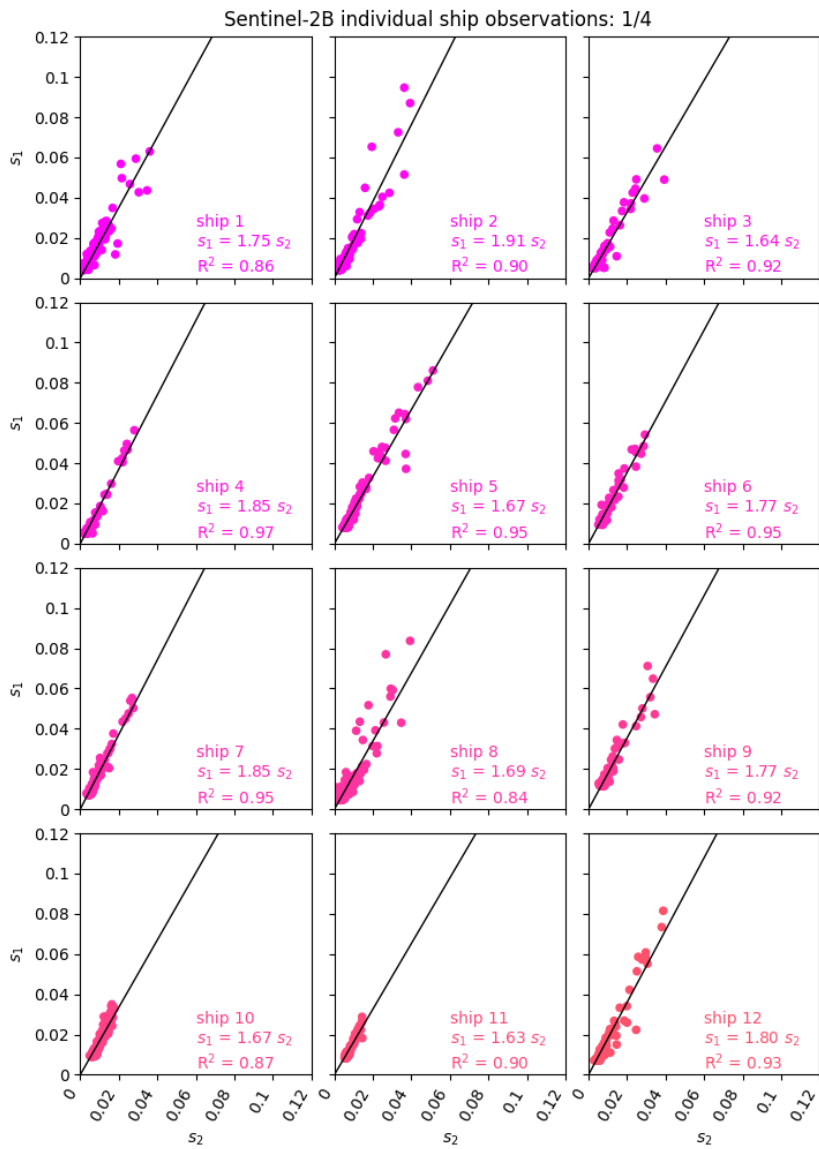 Sentinel-2B individual ship observations: 1/4
0.12
0.1
0.08
0.06
0.04
0.02
0
s₁
ship 1
s₁ = 1.75 s₂
R² = 0.86
ship 2
s₁ = 1.91 s₂
R² = 0.90
ship 3
s₁ = 1.64 s₂
R² = 0.92
0.12
0.1
0.08
0.06
0.04
0.02
0
s₁
ship 4
s₁ = 1.85 s₂
R² = 0.97
ship 5
s₁ = 1.67 s₂
R² = 0.95
ship 6
s₁ = 1.77 s₂
R² = 0.95
0.12
0.1
0.08
0.06
0.04
0.02
0
s₁
ship 7
s₁ = 1.85 s₂
R² = 0.95
ship 8
s₁ = 1.69 s₂
R² = 0.84
ship 9
s₁ = 1.77 s₂
R² = 0.92
0.12
0.1
0.08
0.06
0.04
0.02
0
s₁
ship 10
s₁ = 1.67 s₂
R² = 0.87
ship 11
s₁ = 1.63 s₂
R² = 0.90
ship 12
s₁ = 1.80 s₂
R² = 0.93
0 0.02 0.04 0.06 0.08 0.1 0.12
s₂
0 0.02 0.04 0.06 0.08 0.1 0.12
s₂
0 0.02 0.04 0.06 0.08 0.1 0.12
s₂